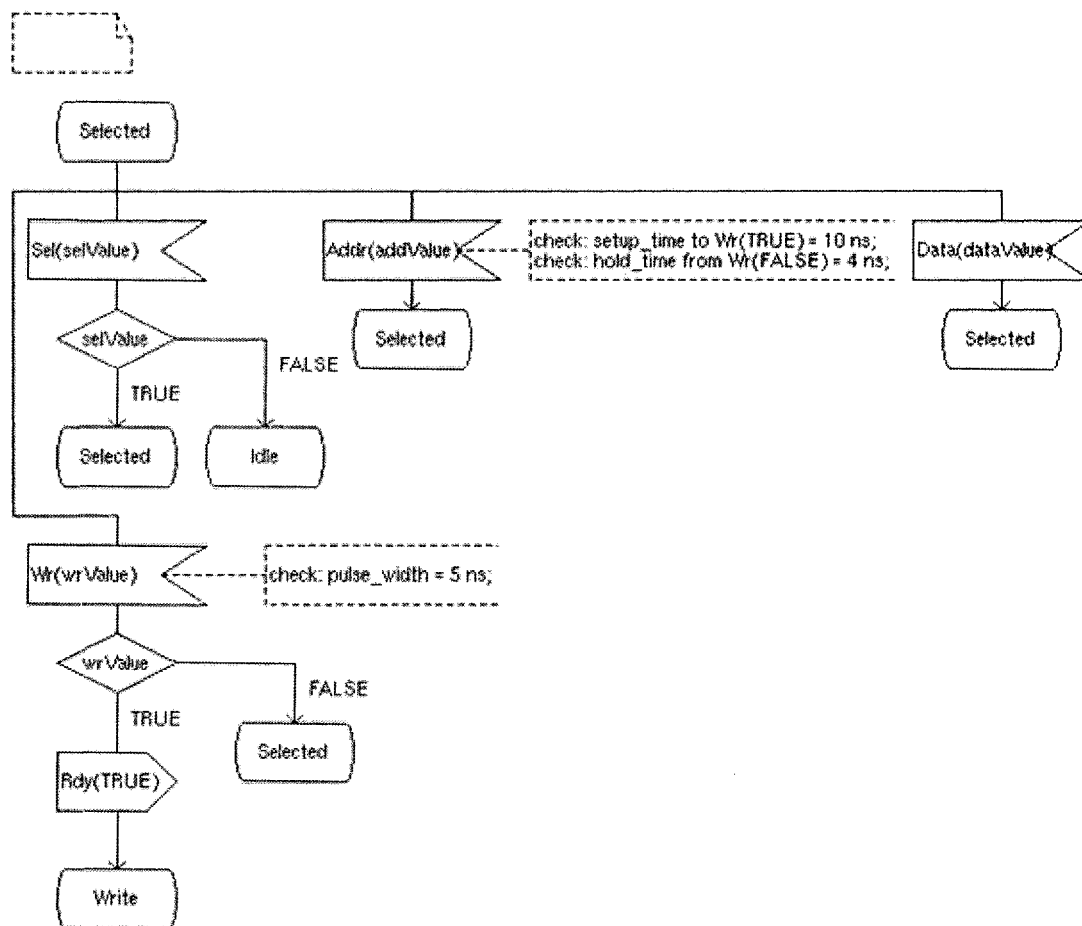 Selected
Sel(selValue)
Addr(addValue)
check: setup_time to Wr(TRUE) = 10 ns;
check: hold_time from Wr(FALSE) = 4 ns;
Data(dataValue)
selValue
FALSE
TRUE
Selected
Selected
Selected
Idle
Selected
Wr(wrValue)
check: pulse_width = 5 ns;
wrValue
FALSE
TRUE
Selected
Rdy(TRUE)
Write